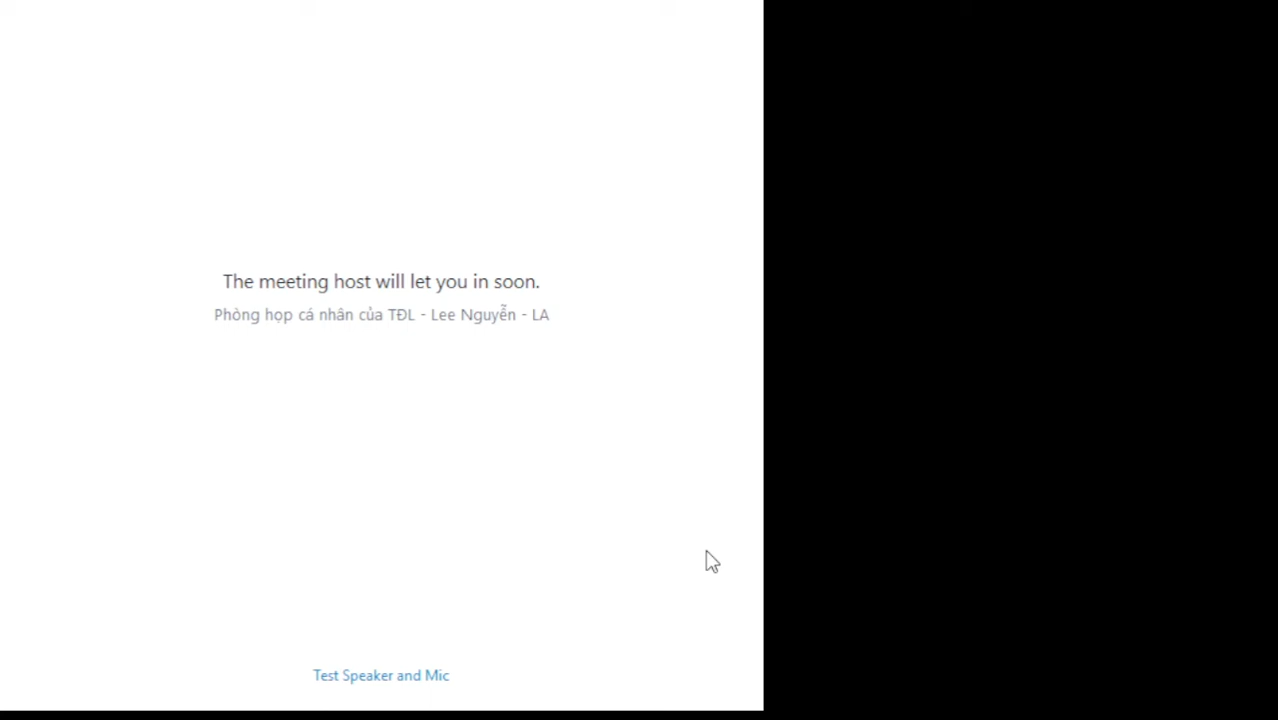 The meeting host will let you in soon.
Phòng họp cá nhân của TĐL - Lee Nguyễn - LA
Test Speaker and Mic